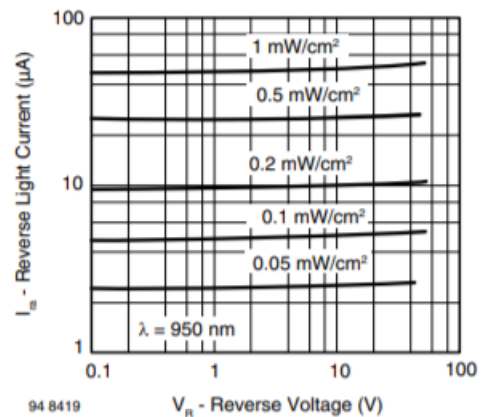 100
1 mW/cm²
0.5 mW/cm²
10
0.2 mW/cm²
0.1 mW/cm²
0.05 mW/cm²
λ = 950 nm
1
0.1
1
10
100
I_ra - Reverse Light Current (µA)
V_R - Reverse Voltage (V)
94 8419